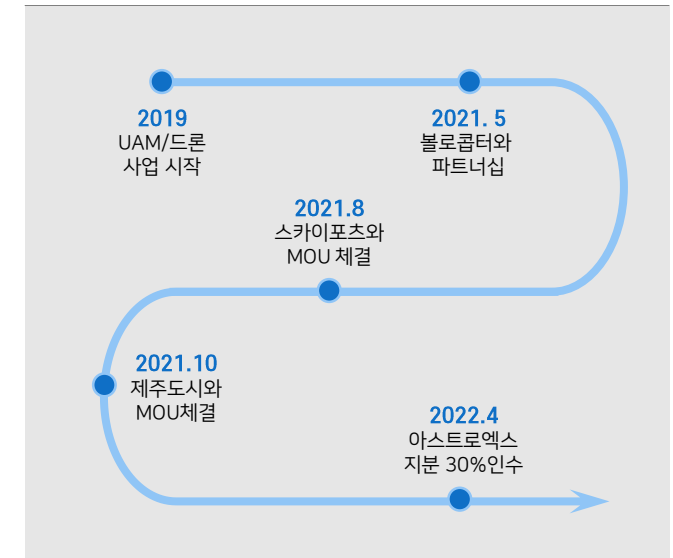 2019
UAM/드론
사업 시작
2021. 5
볼로콥터와
파트너십
2021.8
스카이포츠와
MOU 체결
2021.10
제주도시와
MOU체결
2022.4
아스트로엑스
지분 30%인수